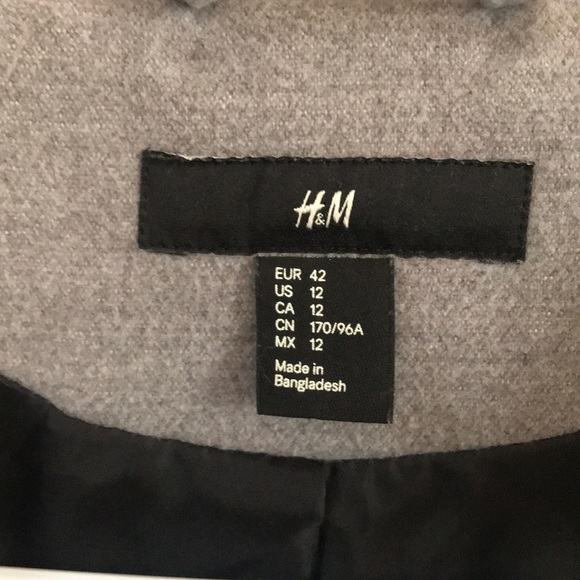 H&M
EUR 42
US 12
CA 12
CN 170/96A
MX 12
Made in
Bangladesh